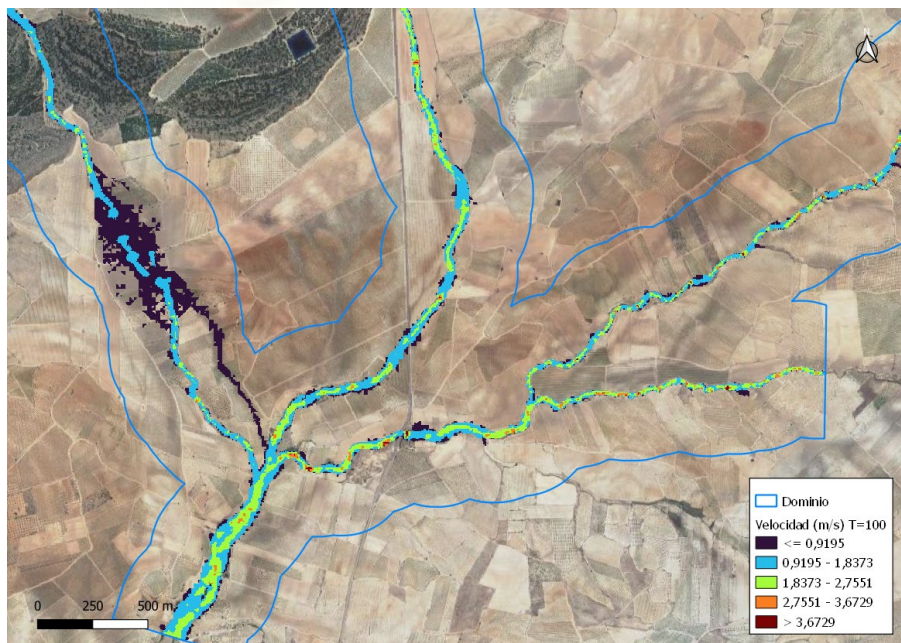 Dominio
Velocidad (m/s) T=100
<= 0,9195
0,9195 - 1,8373
1,8373 - 2,7551
2,7551 - 3,6729
> 3,6729
0 250 500 m